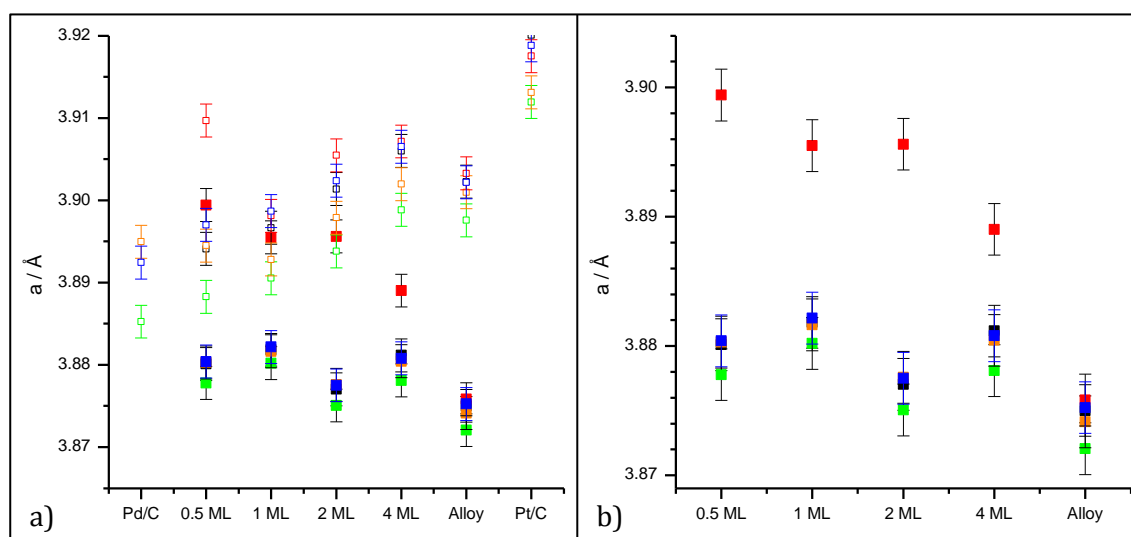 3.92
3.91
3.90
3.89
3.88
3.87
a / Å
Pd/C 0.5 ML 1 ML 2 ML 4 ML Alloy Pt/C
a)
3.90
3.89
3.88
3.87
a / Å
0.5 ML 1 ML 2 ML 4 ML Alloy
b)